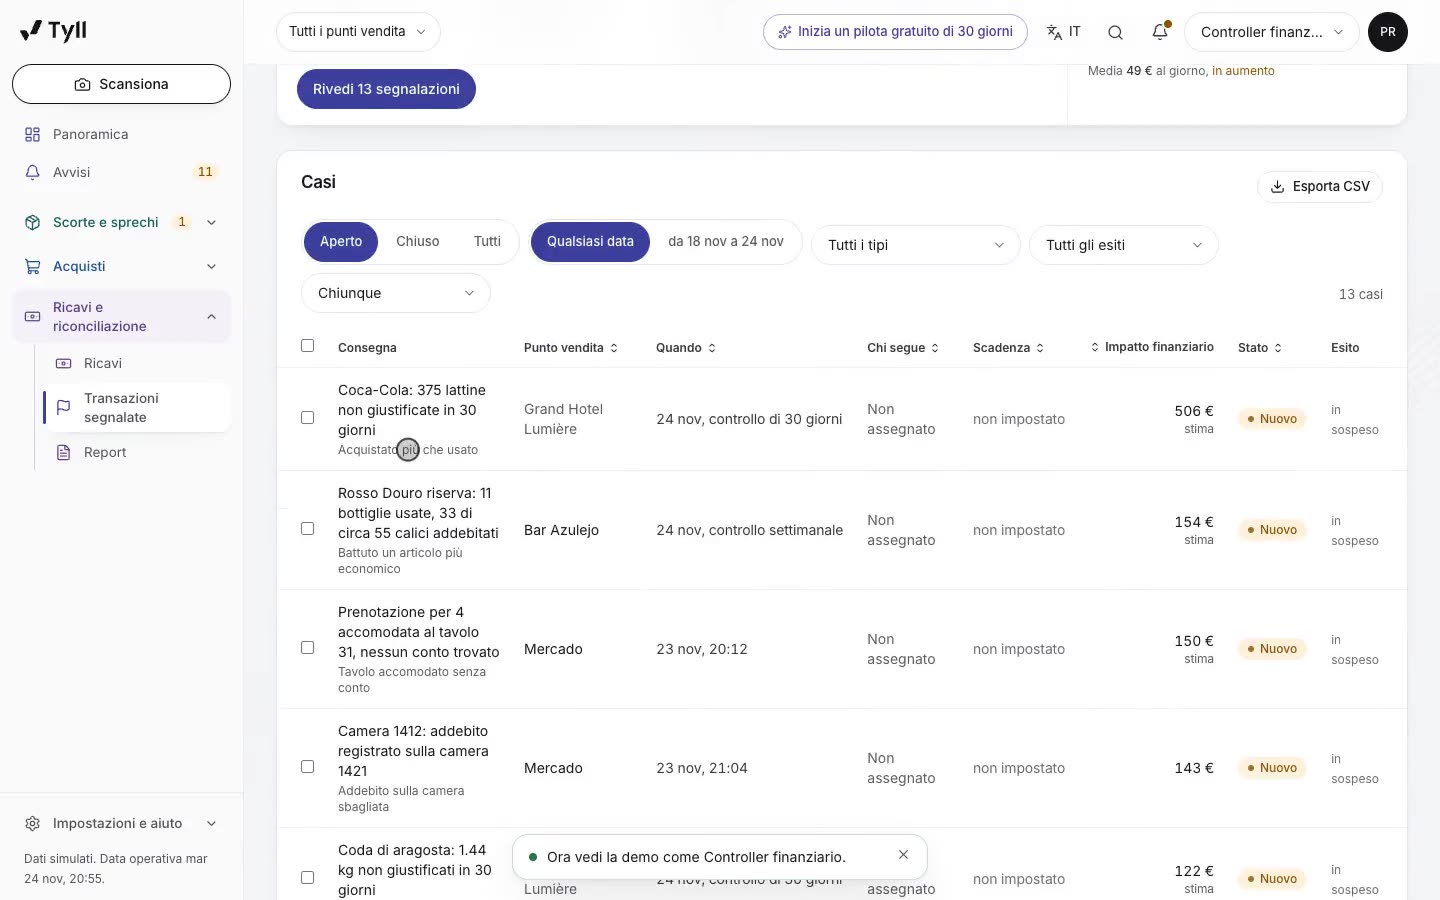 Tyll
Tutti i punti vendita
Inizia un pilota gratuito di 30 giorni
IT
Controller finanz...
PR
Scansiona
Panoramica
Avvisi 11
Scorte e sprechi 1
Acquisti
Ricavi e
riconciliazione
Ricavi
Transazioni
segnalate
Report
Impostazioni e aiuto
Dati simulati. Data operativa mar
24 nov, 20:55.
Rivedi 13 segnalazioni
Media 49 € al giorno, in aumento
Casi
Esporta CSV
Aperto Chiuso Tutti Qualsiasi data da 18 nov a 24 nov Tutti i tipi Tutti gli esiti
Chiunque
13 casi
Consegna Punto vendita Quando Chi segue Scadenza Impatto finanziario Stato Esito
Coca-Cola: 375 lattine
non giustificate in 30
giorni
Acquistato più che usato
Grand Hotel
Lumière
24 nov, controllo di 30 giorni
Non
assegnato
non impostato
506 €
stima
Nuovo
in
sospeso
Rosso Douro riserva: 11
bottiglie usate, 33 di
circa 55 calici addebitati
Battuto un articolo più
economico
Bar Azulejo
24 nov, controllo settimanale
Non
assegnato
non impostato
154 €
stima
Nuovo
in
sospeso
Prenotazione per 4
accomodata al tavolo
31, nessun conto trovato
Tavolo accomodato senza
conto
Mercado
23 nov, 20:12
Non
assegnato
non impostato
150 €
stima
Nuovo
in
sospeso
Camera 1412: addebito
registrato sulla camera
1421
Addebito sulla camera
sbagliata
Mercado
23 nov, 21:04
Non
assegnato
non impostato
143 €
Nuovo
in
sospeso
Coda di aragosta: 1.44
kg non giustificati in 30
giorni
Lumière
24 nov, controllo di 30 giorni
assegnato
non impostato
122 €
stima
Nuovo
in
sospeso
Ora vedi la demo come Controller finanziario.